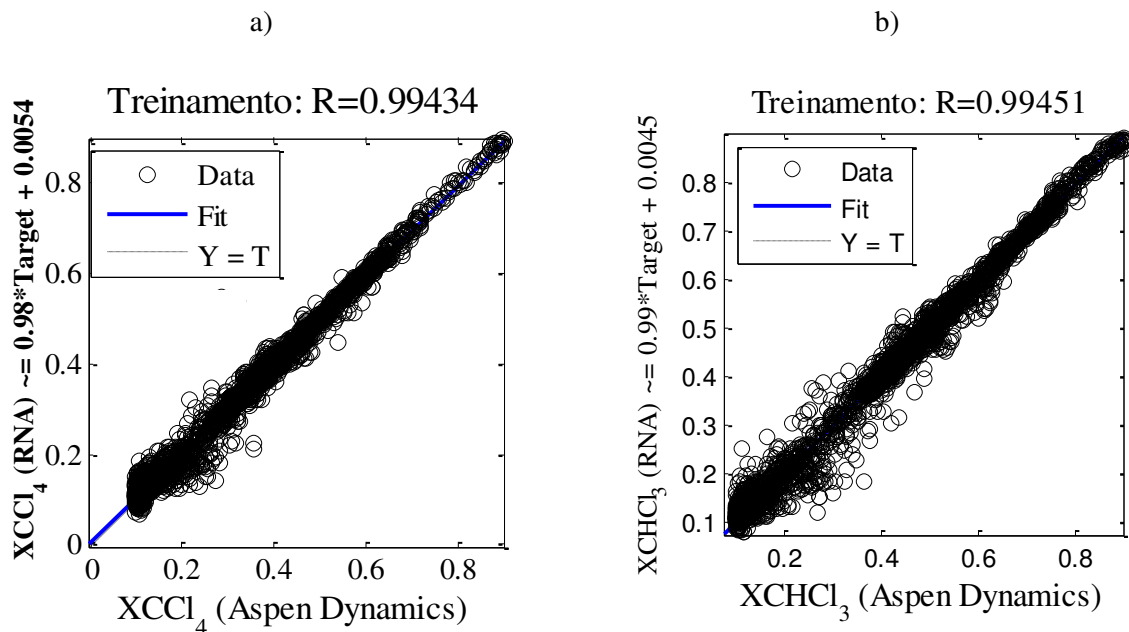 a)
Treinamento: R=0.99434
XCCl4 (RNA) ~= 0.98*Target + 0.0054
Data
Fit
Y = T
0.8
0.6
0.4
0.2
0
0
0.2
0.4
0.6
0.8
XCCl4 (Aspen Dynamics)
b)
Treinamento: R=0.99451
XCHCl3 (RNA) ~= 0.99*Target + 0.0045
Data
Fit
Y = T
0.8
0.7
0.6
0.5
0.4
0.3
0.2
0.1
0.2
0.4
0.6
0.8
XCHCl3 (Aspen Dynamics)